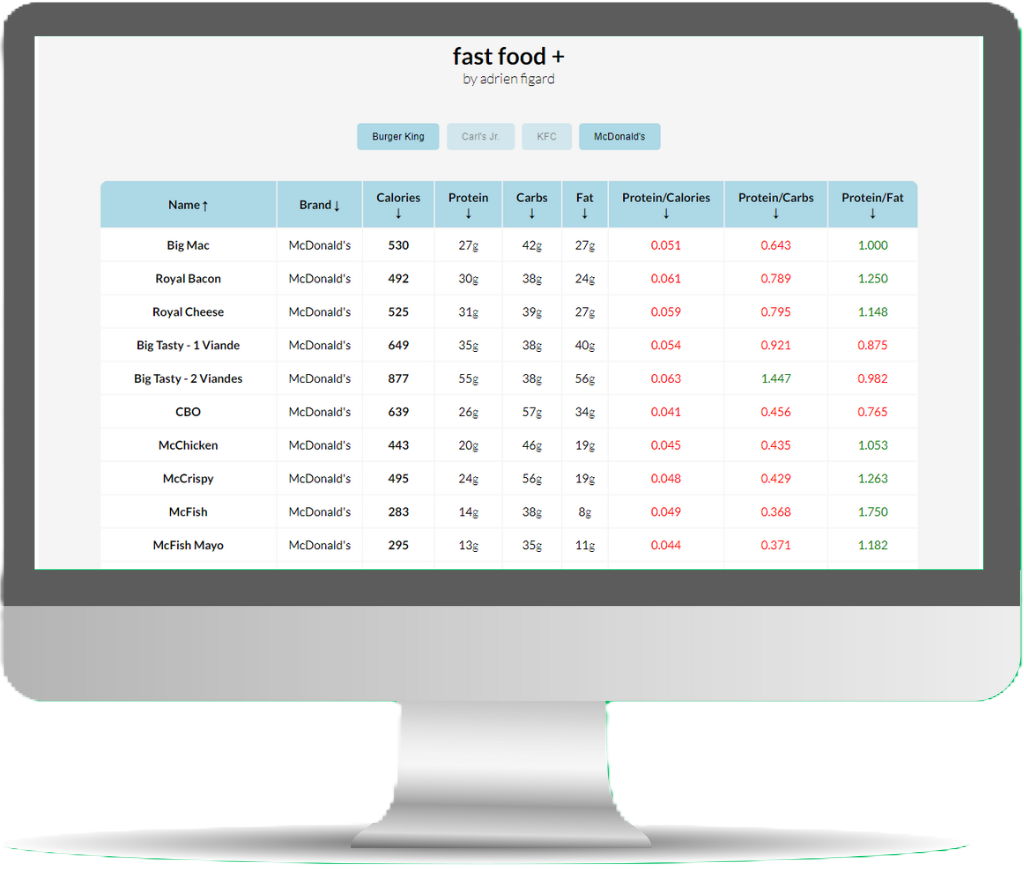 fast food +
by adrien figard
Burger King Carl's Jr. KFC McDonald's
Name ↑ Brand ↓ Calories ↓ Protein ↓ Carbs ↓ Fat ↓ Protein/Calories ↓ Protein/Carbs ↓ Protein/Fat ↓
Big Mac McDonald's 530 27g 42g 27g 0.051 0.643 1.000
Royal Bacon McDonald's 492 30g 38g 24g 0.061 0.789 1.250
Royal Cheese McDonald's 525 31g 39g 27g 0.059 0.795 1.148
Big Tasty - 1 Viande McDonald's 649 35g 38g 40g 0.054 0.921 0.875
Big Tasty - 2 Viandes McDonald's 877 55g 38g 56g 0.063 1.447 0.982
CBO McDonald's 639 26g 57g 34g 0.041 0.456 0.765
McChicken McDonald's 443 20g 46g 19g 0.045 0.435 1.053
McCrispy McDonald's 495 24g 56g 19g 0.048 0.429 1.263
McFish McDonald's 283 14g 38g 8g 0.049 0.368 1.750
McFish Mayo McDonald's 295 13g 35g 11g 0.044 0.371 1.182